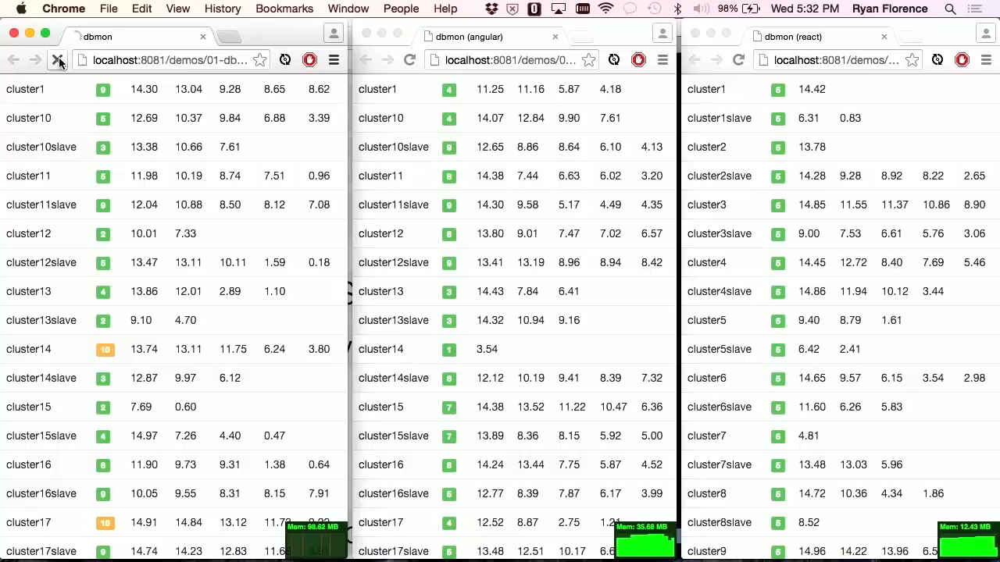 Chrome File Edit View History Bookmarks Window People Help 98% Wed 5:32 PM Ryan Florence
dbmon
localhost:8081/demos/01-db...
cluster1 9 14.30 13.04 9.28 8.65 8.62
cluster10 5 12.69 10.37 9.84 6.88 3.39
cluster10slave 3 13.38 10.66 7.61
cluster11 5 11.98 10.19 8.74 7.51 0.96
cluster11slave 9 12.04 10.88 8.50 8.12 7.08
cluster12 2 10.01 7.33
cluster12slave 5 13.47 13.11 10.11 1.59 0.18
cluster13 4 13.86 12.01 2.89 1.10
cluster13slave 2 9.10 4.70
cluster14 10 13.74 13.11 11.75 6.24 3.80
cluster14slave 3 12.87 9.97 6.12
cluster15 2 7.69 0.60
cluster15slave 4 14.97 7.26 4.40 0.47
cluster16 11.90 9.73 9.31 1.38 0.64
cluster16slave 9 10.05 9.55 8.31 8.15 7.91
cluster17 10 14.91 14.84 13.12
Mem: 98.62 MB
cluster17slave 9 14.74 14.23 12.83
dbmon (angular)
localhost:8081/demos/0...
cluster1 4 11.25 11.16 5.87 4.18
cluster10 4 14.07 12.84 9.90 7.61
cluster10slave 9 12.65 8.86 8.64 6.10 4.13
cluster11 14.38 7.44 6.63 6.02 3.20
cluster11slave 9 14.30 9.58 5.17 4.49 4.35
cluster12 13.80 9.01 7.47 7.02 6.57
cluster12slave 9 13.41 13.19 8.96 8.94 8.42
cluster13 3 14.43 7.84 6.41
cluster13slave 3 14.32 10.94 9.16
cluster14 1 3.54
cluster14slave 12.12 10.19 9.41 8.39 7.32
cluster15 7 14.38 13.52 11.22 10.47 6.36
cluster15slave 7 13.89 8.36 8.15 5.92 5.00
cluster16 14.24 13.44 7.75 5.87 4.52
cluster16slave 5 12.77 8.39 7.87 6.17 3.99
cluster17 4 12.52 8.87 2.75
Mem: 35.68 MB
cluster17slave 5 13.48 12.51 10.17
dbmon (react)
localhost:8081/demos/...
cluster1 5 14.42
cluster1slave 5 6.31 0.83
cluster2 5 13.78
cluster2slave 5 14.28 9.28 8.92 8.22 2.65
cluster3 5 14.85 11.55 11.37 10.86 8.90
cluster3slave 5 9.00 7.53 6.61 5.76 3.06
cluster4 5 14.45 12.72 8.40 7.69 5.46
cluster4slave 5 14.86 11.94 10.12 3.44
cluster5 5 9.40 8.79 1.61
cluster5slave 5 6.42 2.41
cluster6 5 14.65 9.57 6.15 3.54 2.98
cluster6slave 5 11.60 6.26 5.83
cluster7 5 4.81
cluster7slave 5 13.48 13.03 5.96
cluster8 5 14.72 10.36 4.34 1.86
cluster8slave 5 8.52
Mem: 12.43 MB
cluster9 5 14.96 14.22 13.96